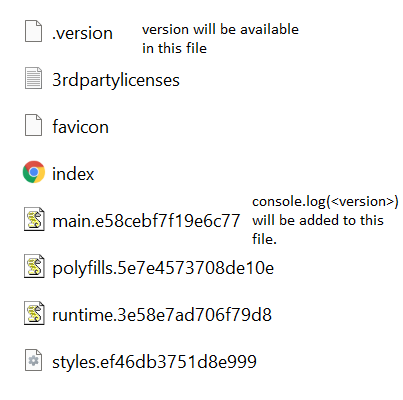 .version
version will be available
in this file
3rdpartylicenses
favicon
index
main.e58cebf7f19e6c77
console.log(<version>)
will be added to this
file.
polyfills.5e7e4573708de10e
runtime.3e58e7ad706f79d8
styles.ef46db3751d8e999